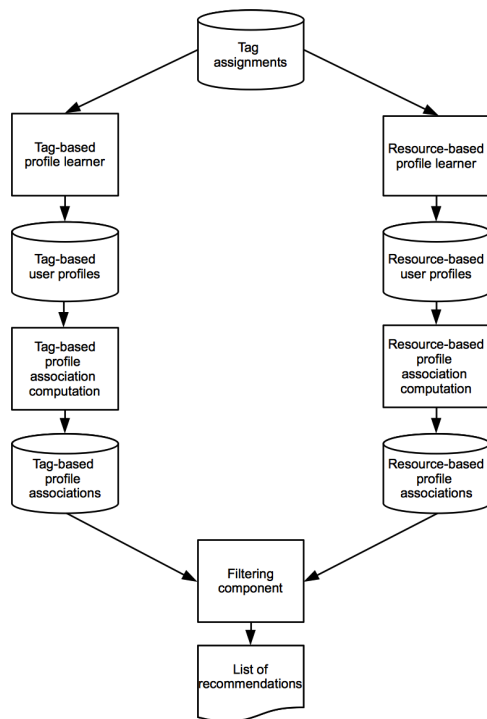 Tag
assignments
Tag-based
profile learner
Resource-based
profile learner
Tag-based
user profiles
Resource-based
user profiles
Tag-based
profile
association
computation
Resource-based
profile
association
computation
Tag-based
profile
associations
Resource-based
profile
associations
Filtering
component
List of
recommendations